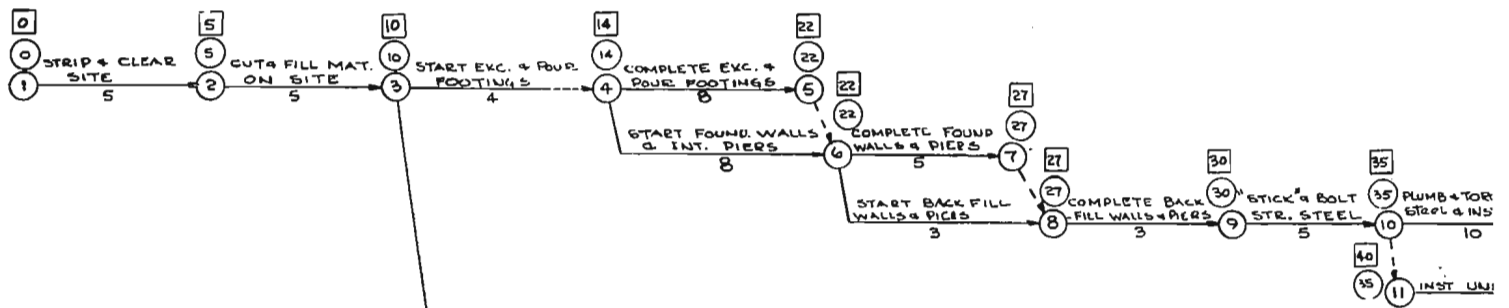 0
0
STRIP & CLEAR
SITE
1
5
5
5
CUT & FILL MAT.
ON SITE
2
5
10
10
START EXC. & POUR
FOOTINGS
3
4
14
14
COMPLETE EXC. &
POUR FOOTINGS
4
8
22
22
5
START FOUND. WALLS
& INT. PIERS
8
22
22
COMPLETE FOUND
WALLS & PIERS
6
5
27
27
7
START BACK FILL
WALLS & PIERS
3
27
27
COMPLETE BACK
FILL WALLS & PIERS
8
3
30
30
"STICK" & BOLT
STR. STEEL
9
5
35
35
PLUMB & TOR
STEEL & INS
10
10
40
35
11
INST UNI